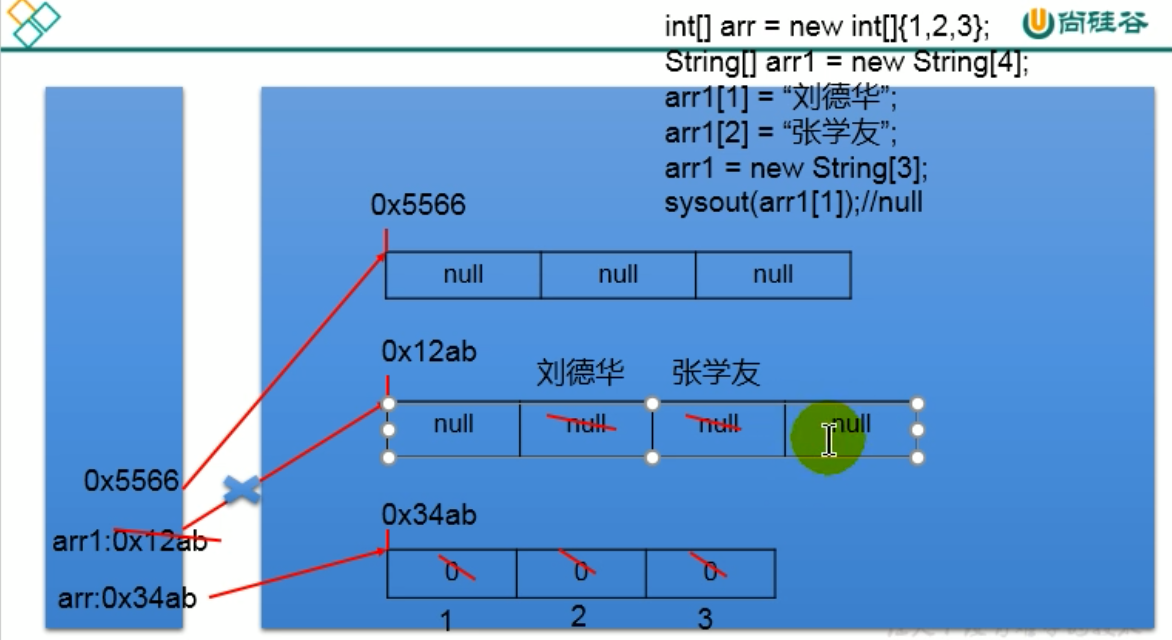 int[] arr = new int[]{1,2,3};
尚硅谷
String[] arr1 = new String[4];
arr1[1] = “刘德华”;
arr1[2] = “张学友”;
arr1 = new String[3];
sysout(arr1[1]);//null
0x5566
null null null
0x12ab
刘德华 张学友
null null null null
0x5566
0x34ab
arr1:0x12ab
0 0 0
arr:0x34ab
1 2 3